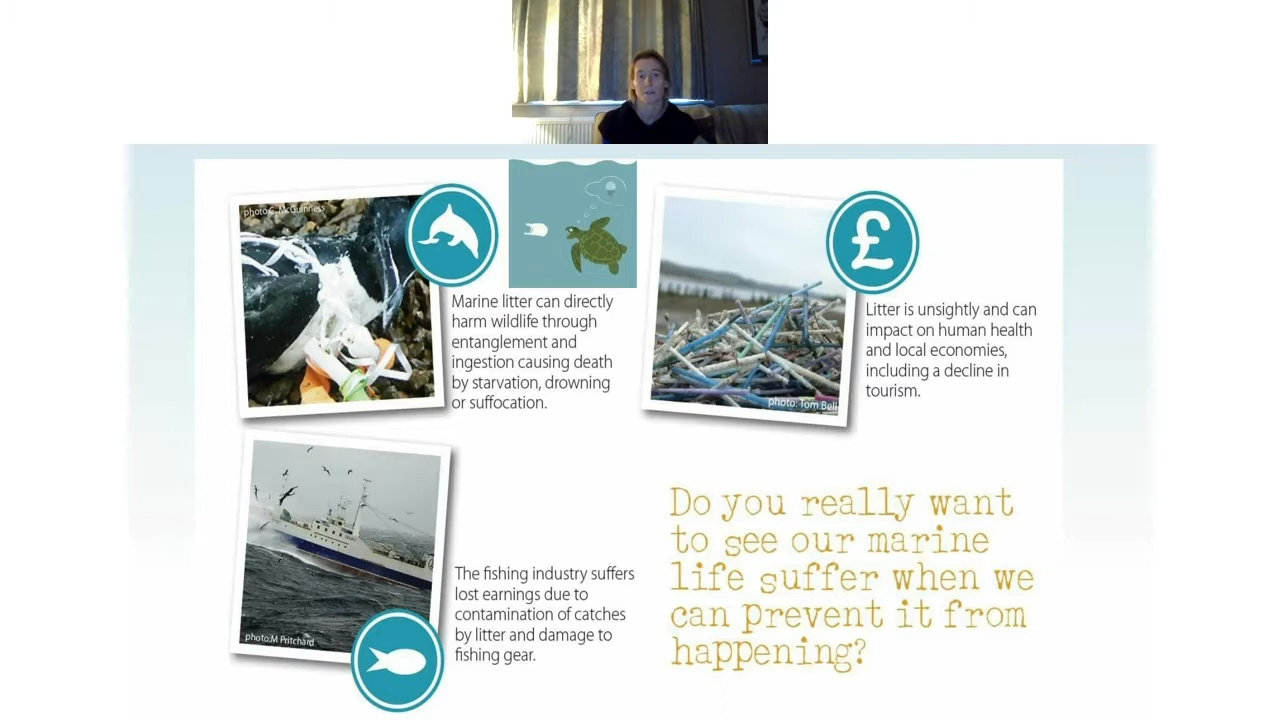 photo:C. McGuinness
Marine litter can directly
harm wildlife through
entanglement and
ingestion causing death
by starvation, drowning
or suffocation.
£
Litter is unsightly and can
impact on human health
and local economies,
including a decline in
tourism.
photo: Tom Bell
photo:M Pritchard
The fishing industry suffers
lost earnings due to
contamination of catches
by litter and damage to
fishing gear.
Do you really want
to see our marine
life suffer when we
can prevent it from
happening?